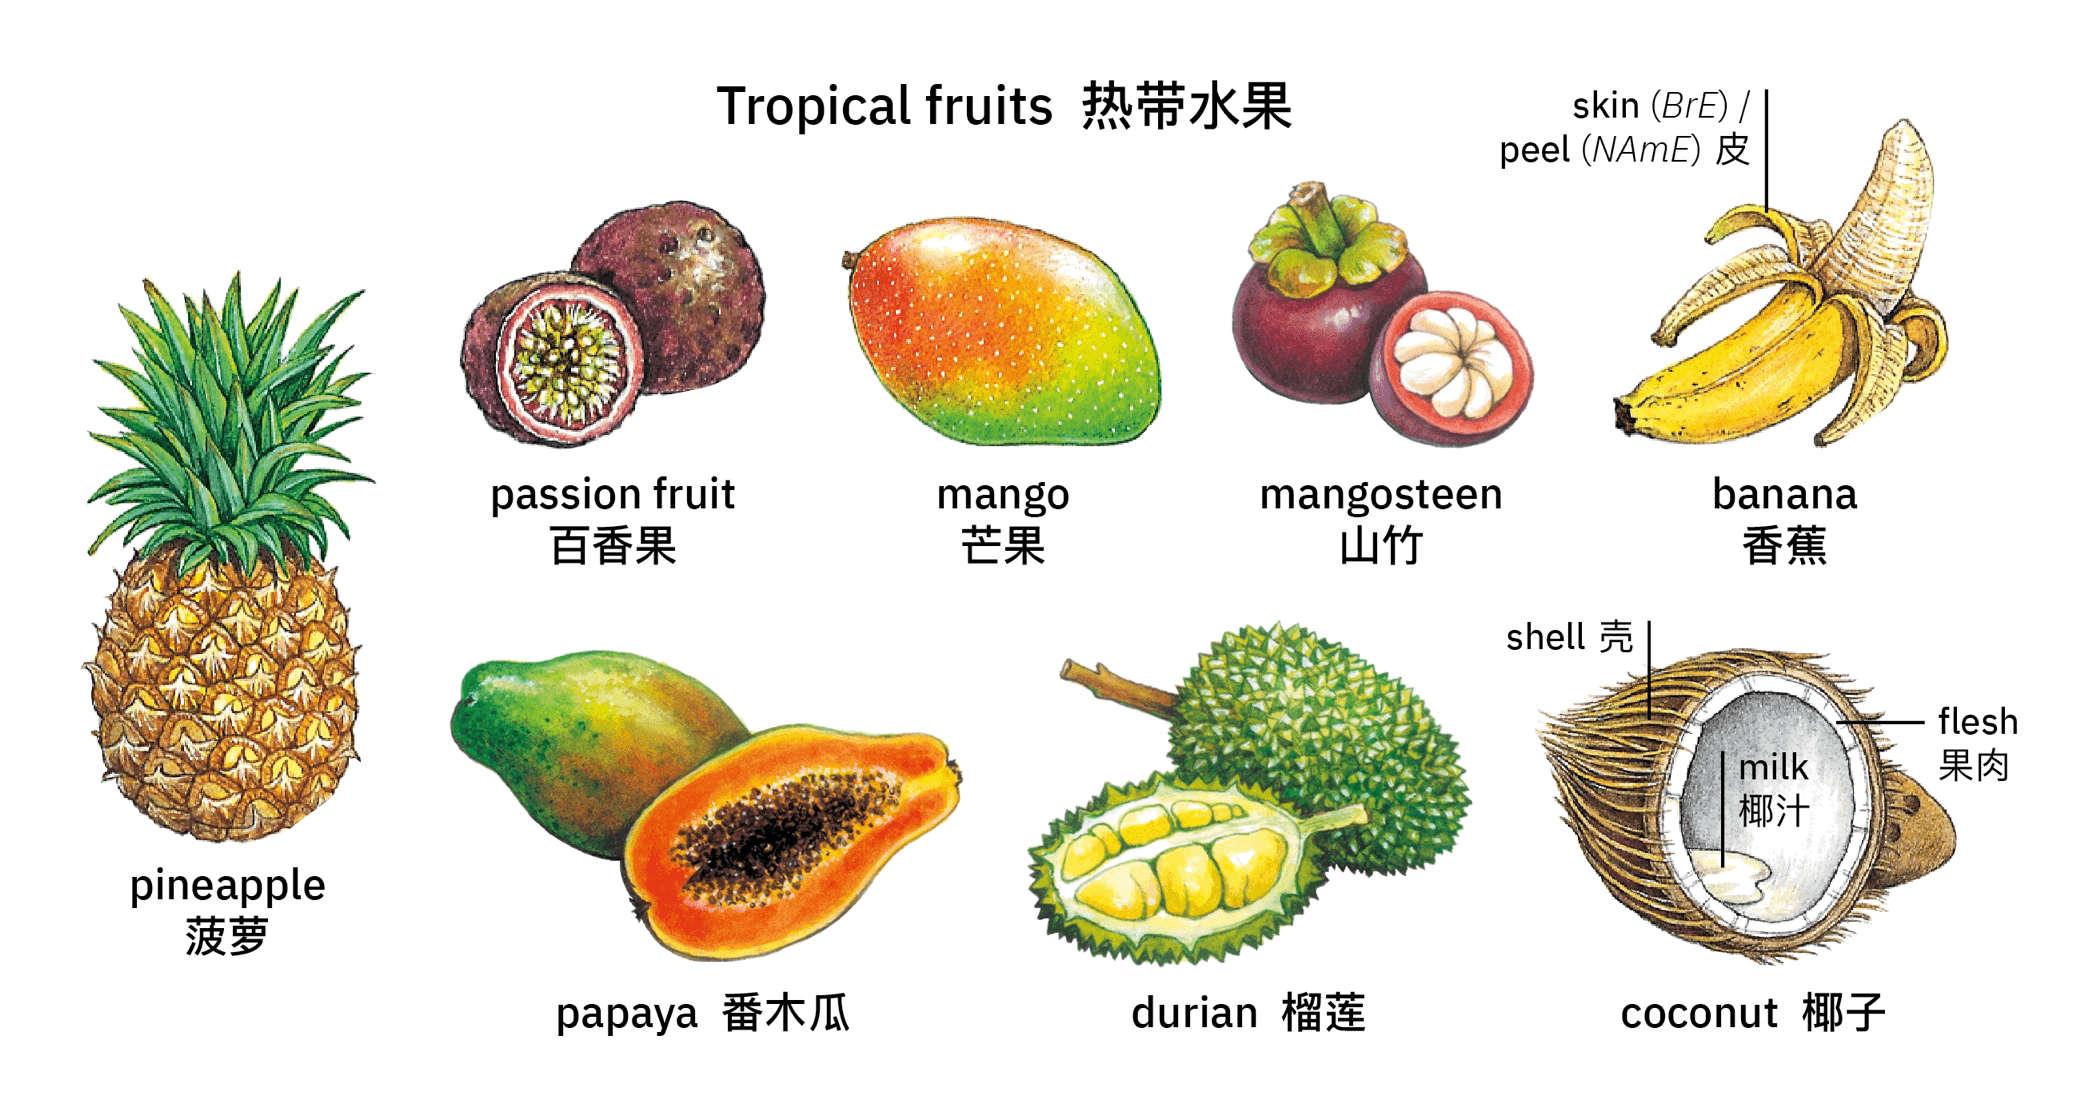 Tropical fruits 热带水果
skin (BrE) /
peel (NAmE) 皮
passion fruit
百香果
mango
芒果
mangosteen
山竹
banana
香蕉
pineapple
菠萝
papaya 番木瓜
durian 榴莲
shell 壳
flesh
果肉
milk
椰汁
coconut 椰子